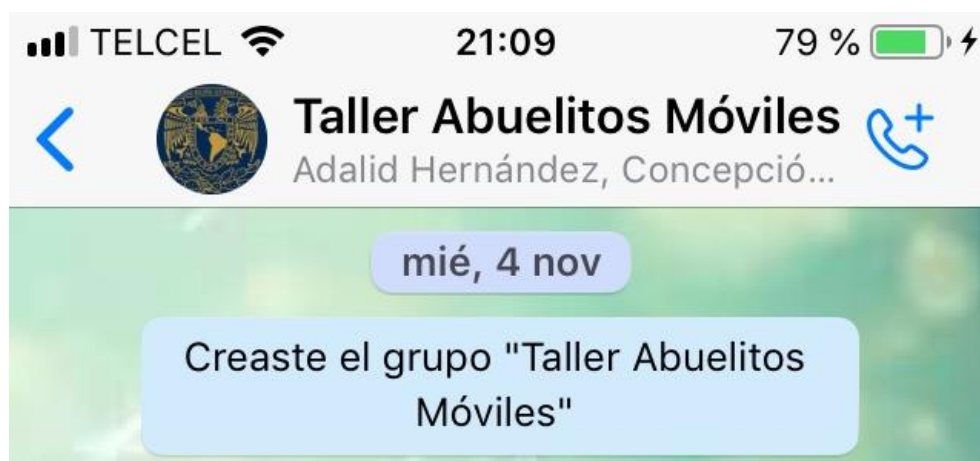 TELCEL 21:09 79 %
Taller Abuelitos Móviles
Adalid Hernández, Concepció...
mié, 4 nov
Creaste el grupo "Taller Abuelitos
Móviles"